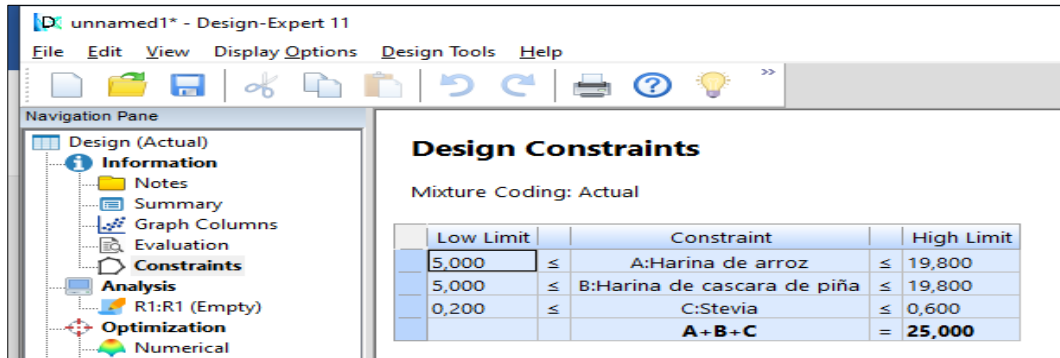 unnamed1* - Design-Expert 11
File Edit View Display Options Design Tools Help
»
Navigation Pane
Design (Actual)
Information
Notes
Summary
Graph Columns
Evaluation
Constraints
Analysis
R1:R1 (Empty)
Optimization
Numerical
Design Constraints
Mixture Coding: Actual
Low Limit Constraint High Limit
5,000 ≤ A:Harina de arroz ≤ 19,800
5,000 ≤ B:Harina de cascara de piña ≤ 19,800
0,200 ≤ C:Stevia ≤ 0,600
A+B+C = 25,000